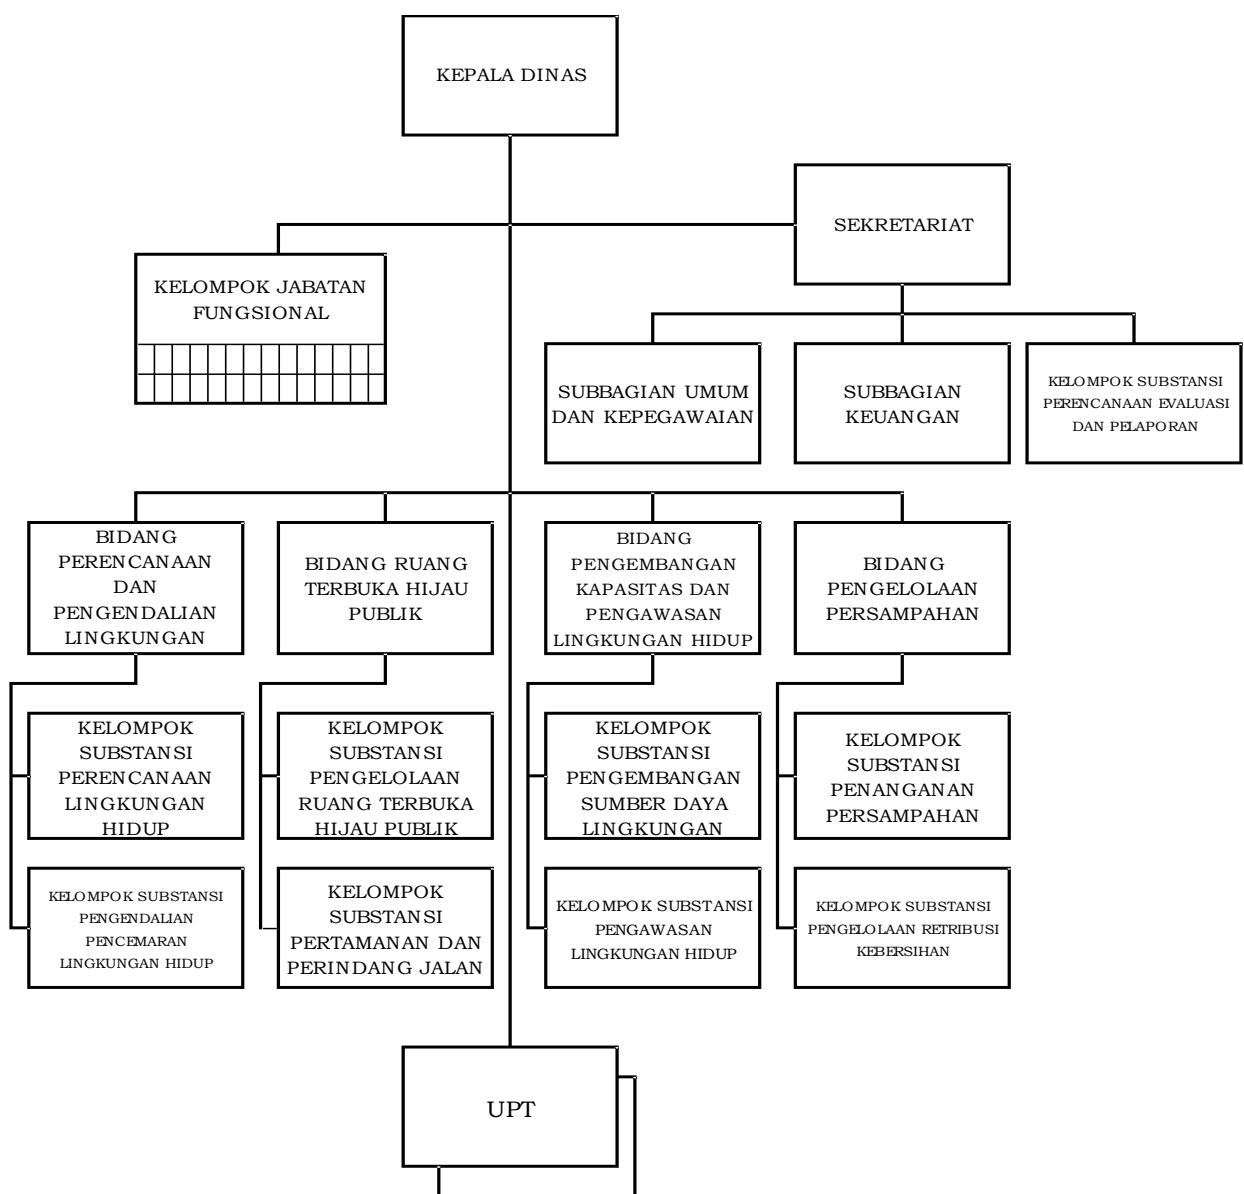 KEPALA DINAS
SEKRETARIAT
KELOMPOK JABATAN
FUNGSIONAL
SUBBAGIAN UMUM
DAN KEPEGAWAIAN
SUBBAGIAN
KEUANGAN
KELOMPOK SUBSTANSI
PERENCANAAN EVALUASI
DAN PELAPORAN
BIDANG
PERENCANAAN
DAN
PENGENDALIAN
LINGKUNGAN
BIDANG RUANG
TERBUKA HIJAU
PUBLIK
BIDANG
PENGEMBANGAN
KAPASITAS DAN
PENGAWASAN
LINGKUNGAN HIDUP
BIDANG
PENGELOLAAN
PERSAMPAHAN
KELOMPOK
SUBSTANSI
PERENCANAAN
LINGKUNGAN
HIDUP
KELOMPOK
SUBSTANSI
PENGELOLAAN
RUANG TERBUKA
HIJAU PUBLIK
KELOMPOK
SUBSTANSI
PENGEMBANGAN
SUMBER DAYA
LINGKUNGAN
KELOMPOK
SUBSTANSI
PENANGANAN
PERSAMPAHAN
KELOMPOK SUBSTANSI
PENGENDALIAN
PENCEMARAN
LINGKUNGAN HIDUP
KELOMPOK
SUBSTANSI
PERTAMANAN DAN
PERINDANG JALAN
KELOMPOK SUBSTANSI
PENGAWASAN
LINGKUNGAN HIDUP
KELOMPOK SUBSTANSI
PENGELOLAAN RETRIBUSI
KEBERSIHAN
UPT